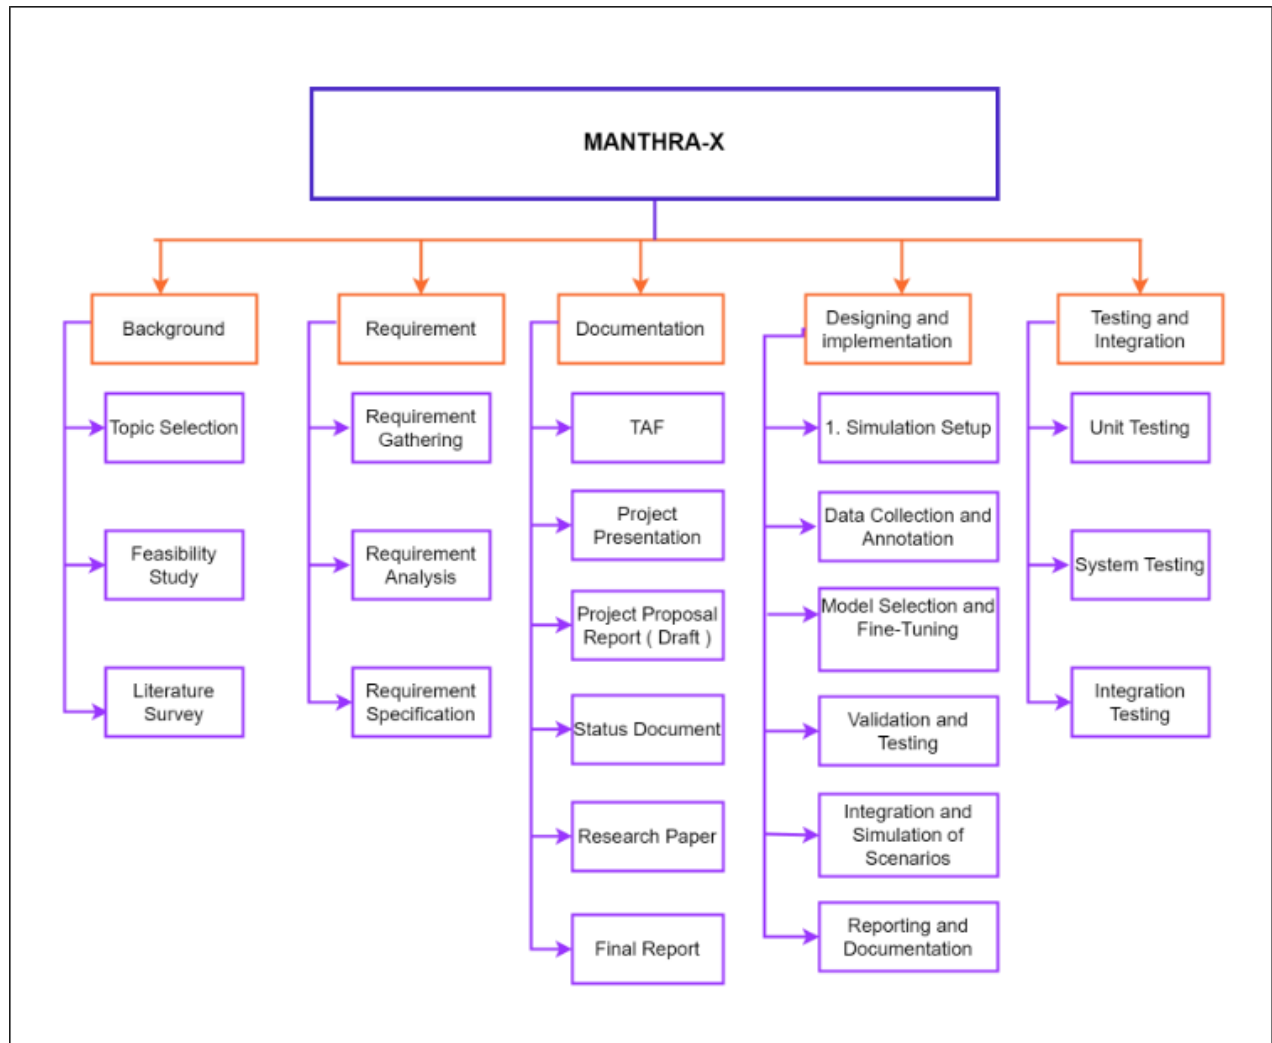 MANTHRA-X
Background
Topic Selection
Feasibility
Study
Literature
Survey
Requirement
Requirement
Gathering
Requirement
Analysis
Requirement
Specification
Documentation
TAF
Project
Presentation
Project Proposal
Report ( Draft )
Status Document
Research Paper
Final Report
Designing and
implementation
1. Simulation Setup
Data Collection and
Annotation
Model Selection and
Fine-Tuning
Validation and
Testing
Integration and
Simulation of
Scenarios
Reporting and
Documentation
Testing and
Integration
Unit Testing
System Testing
Integration
Testing